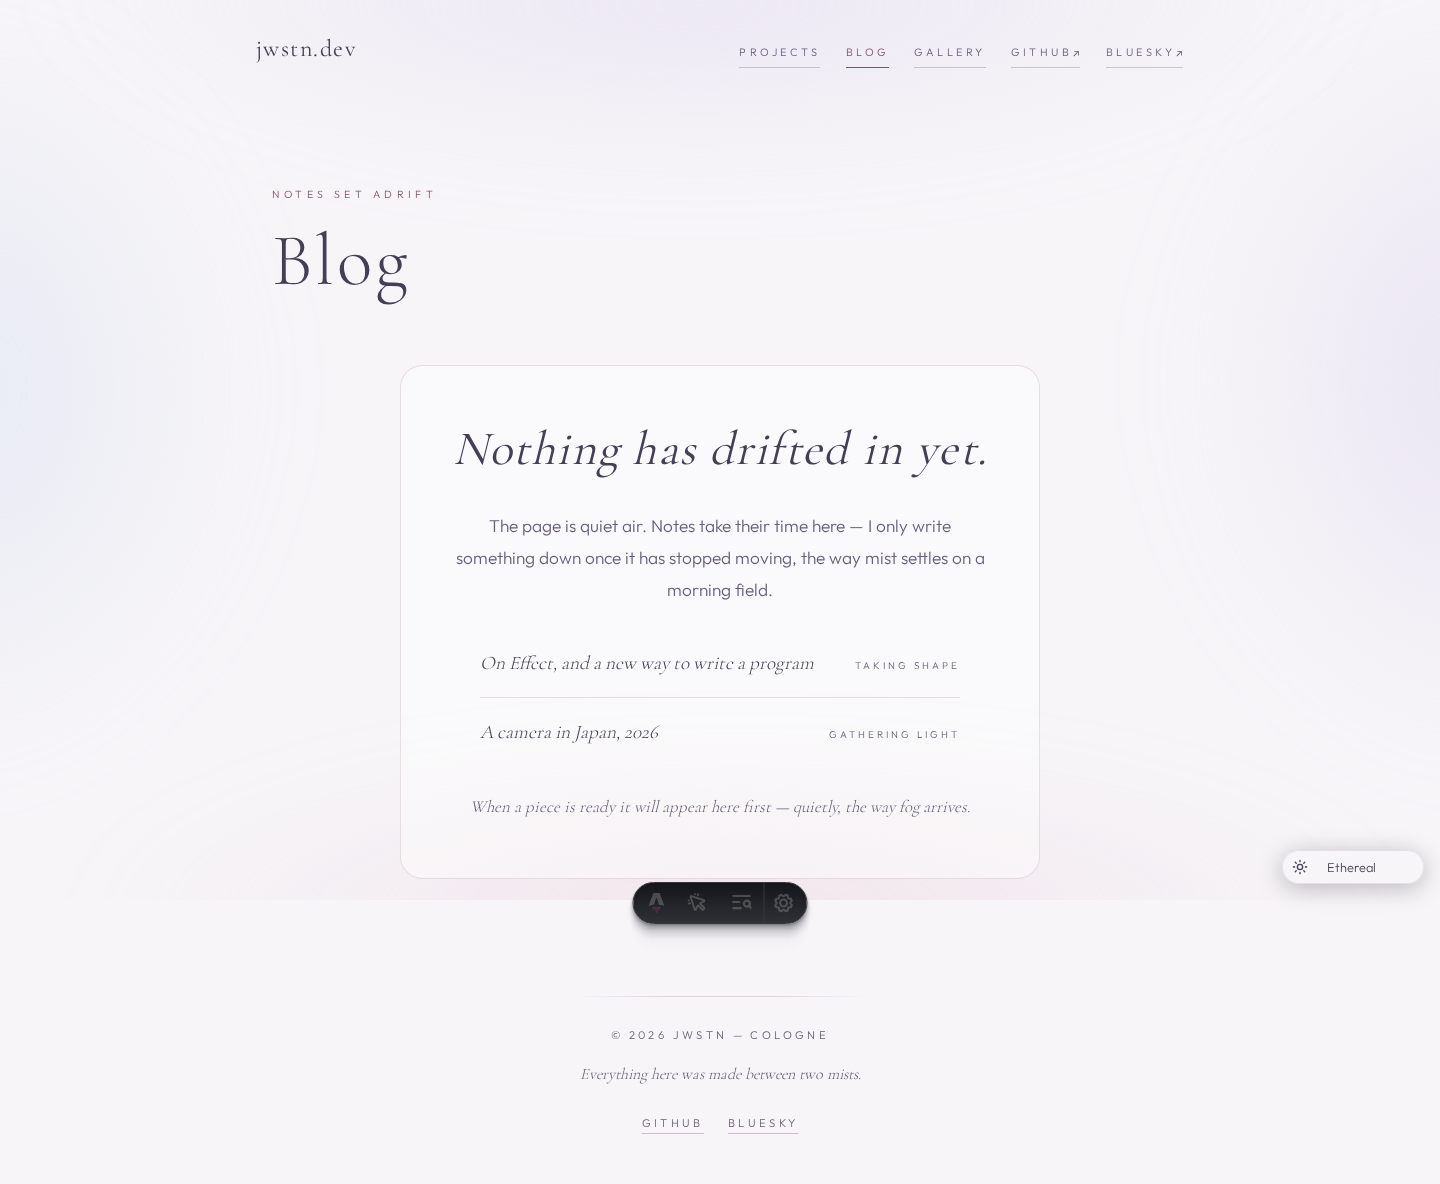 jwstn.dev
PROJECTS BLOG GALLERY GITHUB↗ BLUESKY↗
NOTES SET ADRIFT
Blog
Nothing has drifted in yet.
The page is quiet air. Notes take their time here — I only write
something down once it has stopped moving, the way mist settles on a
morning field.
On Effect, and a new way to write a program TAKING SHAPE
A camera in Japan, 2026 GATHERING LIGHT
When a piece is ready it will appear here first — quietly, the way fog arrives.
Ethereal
© 2026 JWSTN — COLOGNE
Everything here was made between two mists.
GITHUB BLUESKY